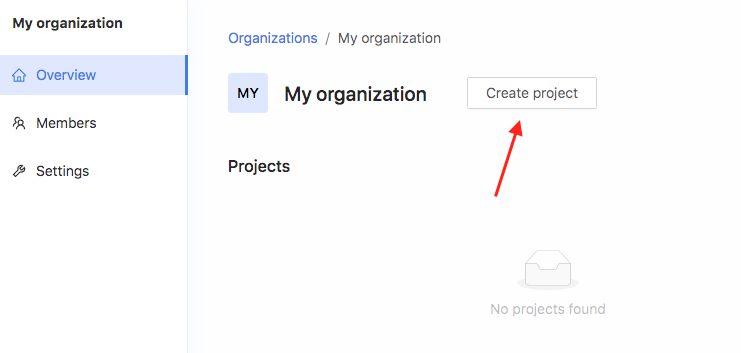 My organization
Overview
Members
Settings
Organizations / My organization
MY My organization Create project
Projects
No projects found